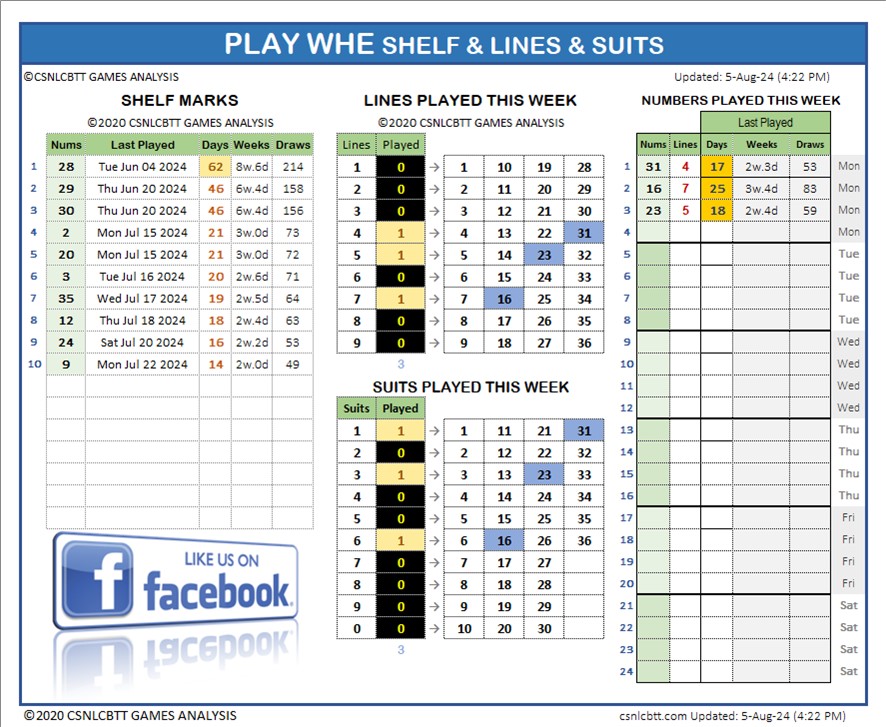 PLAY WHE SHELF & LINES & SUITS
©CSNLCBTT GAMES ANALYSIS
Updated: 5-Aug-24 (4:22 PM)
SHELF MARKS
©2020 CSNLCBTT GAMES ANALYSIS
Nums Last Played Days Weeks Draws
1 28 Tue Jun 04 2024 62 8w.6d 214
2 29 Thu Jun 20 2024 46 6w.4d 158
3 30 Thu Jun 20 2024 46 6w.4d 156
4 2 Mon Jul 15 2024 21 3w.0d 73
5 20 Mon Jul 15 2024 21 3w.0d 72
6 3 Tue Jul 16 2024 20 2w.6d 71
7 35 Wed Jul 17 2024 19 2w.5d 64
8 12 Thu Jul 18 2024 18 2w.4d 63
9 24 Sat Jul 20 2024 16 2w.2d 53
10 9 Mon Jul 22 2024 14 2w.0d 49
LIKE US ON
facebook.
LINES PLAYED THIS WEEK
©2020 CSNLCBTT GAMES ANALYSIS
Lines Played
1 0 → 1 10 19 28
2 0 → 2 11 20 29
3 0 → 3 12 21 30
4 1 → 4 13 22 31
5 1 → 5 14 23 32
6 0 → 6 15 24 33
7 1 → 7 16 25 34
8 0 → 8 17 26 35
9 0 → 9 18 27 36
3
SUITS PLAYED THIS WEEK
Suits Played
1 1 → 1 11 21 31
2 0 → 2 12 22 32
3 1 → 3 13 23 33
4 0 → 4 14 24 34
5 0 → 5 15 25 35
6 1 → 6 16 26 36
7 0 → 7 17 27
8 0 → 8 18 28
9 0 → 9 19 29
0 0 → 10 20 30
3
NUMBERS PLAYED THIS WEEK
Last Played
Nums Lines Days Weeks Draws
1 31 4 17 2w.3d 53 Mon
2 16 7 25 3w.4d 83 Mon
3 23 5 18 2w.4d 59 Mon
4 Mon
5 Tue
6 Tue
7 Tue
8 Tue
9 Wed
10 Wed
11 Wed
12 Wed
13 Thu
14 Thu
15 Thu
16 Thu
17 Fri
18 Fri
19 Fri
20 Fri
21 Sat
22 Sat
23 Sat
24 Sat
©2020 CSNLCBTT GAMES ANALYSIS
csnlcbtt.com Updated: 5-Aug-24 (4:22 PM)